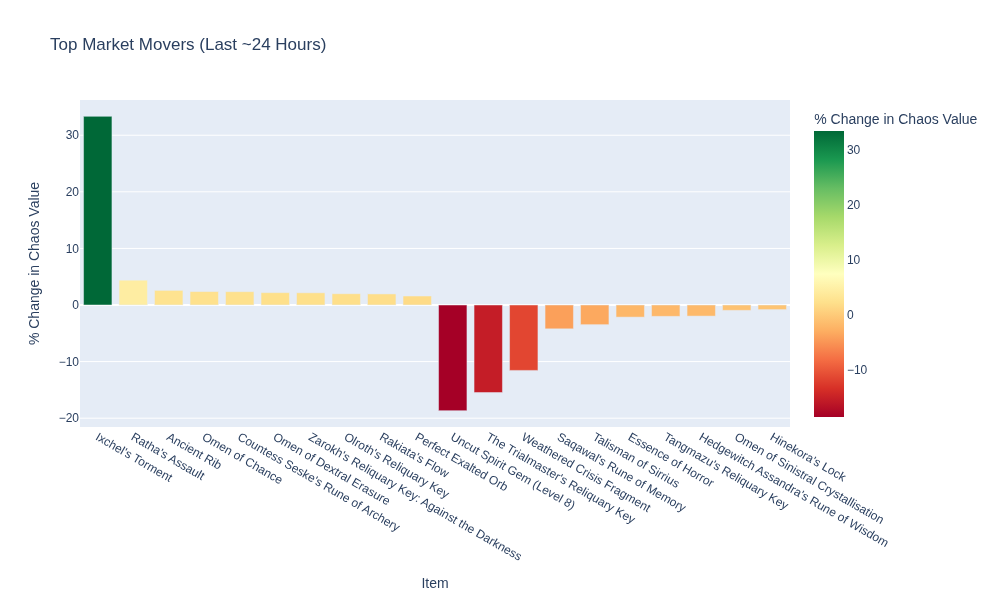 Top Market Movers (Last ~24 Hours)
% Change in Chaos Value
30
20
10
0
−10
−20
Ixchel's Torment
Ratha's Assault
Ancient Rib
Omen of Chance
Countess Seske's Rune of Archery
Omen of Dextral Erasure
Zarokh's Reliquary Key: Against the Darkness
Olroth's Reliquary Key
Rakiata's Flow
Perfect Exalted Orb
Uncut Spirit Gem (Level 8)
The Trialmaster's Reliquary Key
Weathered Crisis Fragment
Saqawal's Rune of Memory
Talisman of Sirrius
Essence of Horror
Tangmazu's Reliquary Key
Hedgewitch Assandra's Rune of Wisdom
Omen of Sinistral Crystallisation
Hinekora's Lock
Item
% Change in Chaos Value
30
20
10
0
−10